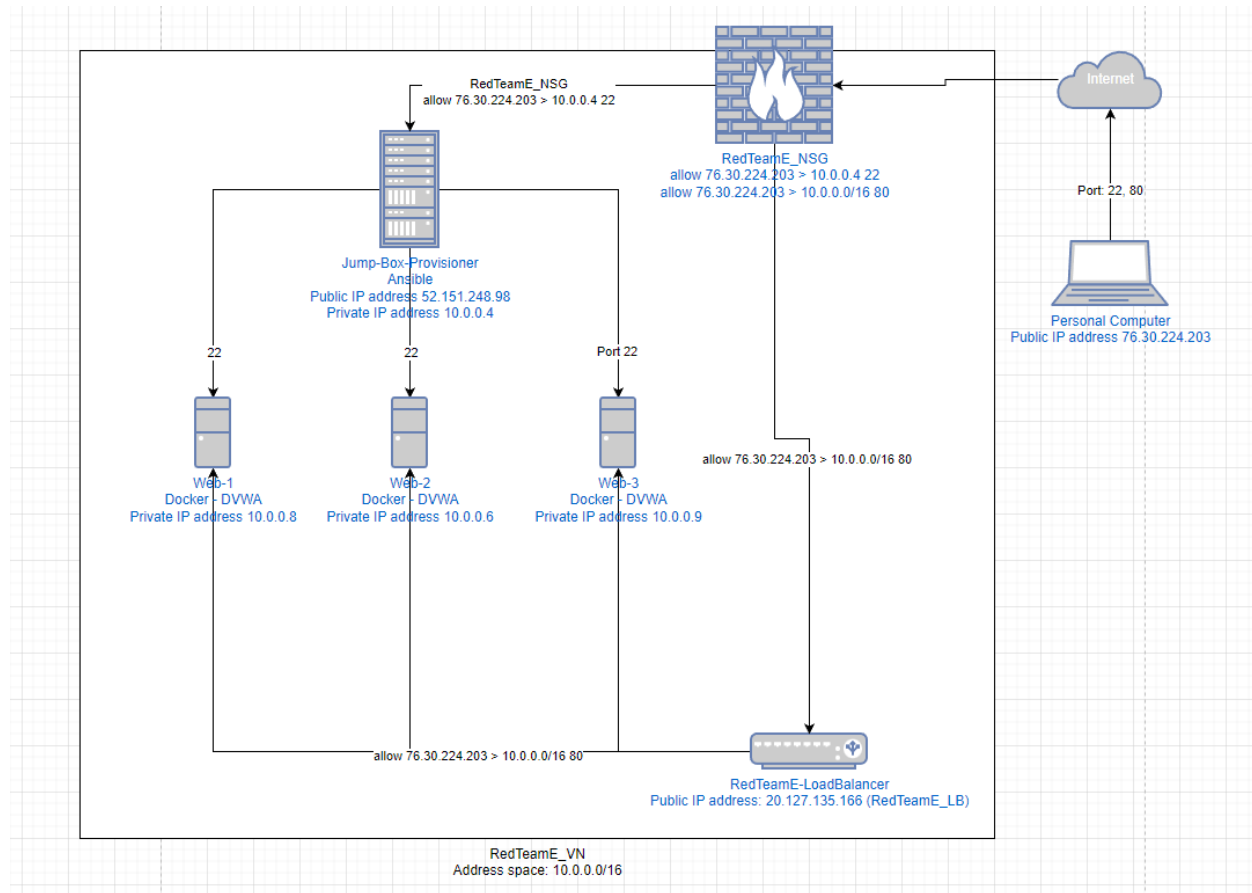 Internet
RedTeamE_NSG
allow 76.30.224.203 > 10.0.0.4 22
RedTeamE_NSG
allow 76.30.224.203 > 10.0.0.4 22
allow 76.30.224.203 > 10.0.0.0/16 80
Port: 22, 80
Jump-Box-Provisioner
Ansible
Public IP address 52.151.248.98
Private IP address 10.0.0.4
Personal Computer
Public IP address 76.30.224.203
22
22
Port 22
Web-1
Docker - DVWA
Private IP address 10.0.0.8
Web-2
Docker - DVWA
Private IP address 10.0.0.6
Web-3
Docker - DVWA
Private IP address 10.0.0.9
allow 76.30.224.203 > 10.0.0.0/16 80
allow 76.30.224.203 > 10.0.0.0/16 80
RedTeamE-LoadBalancer
Public IP address: 20.127.135.166 (RedTeamE_LB)
RedTeamE_VN
Address space: 10.0.0.0/16